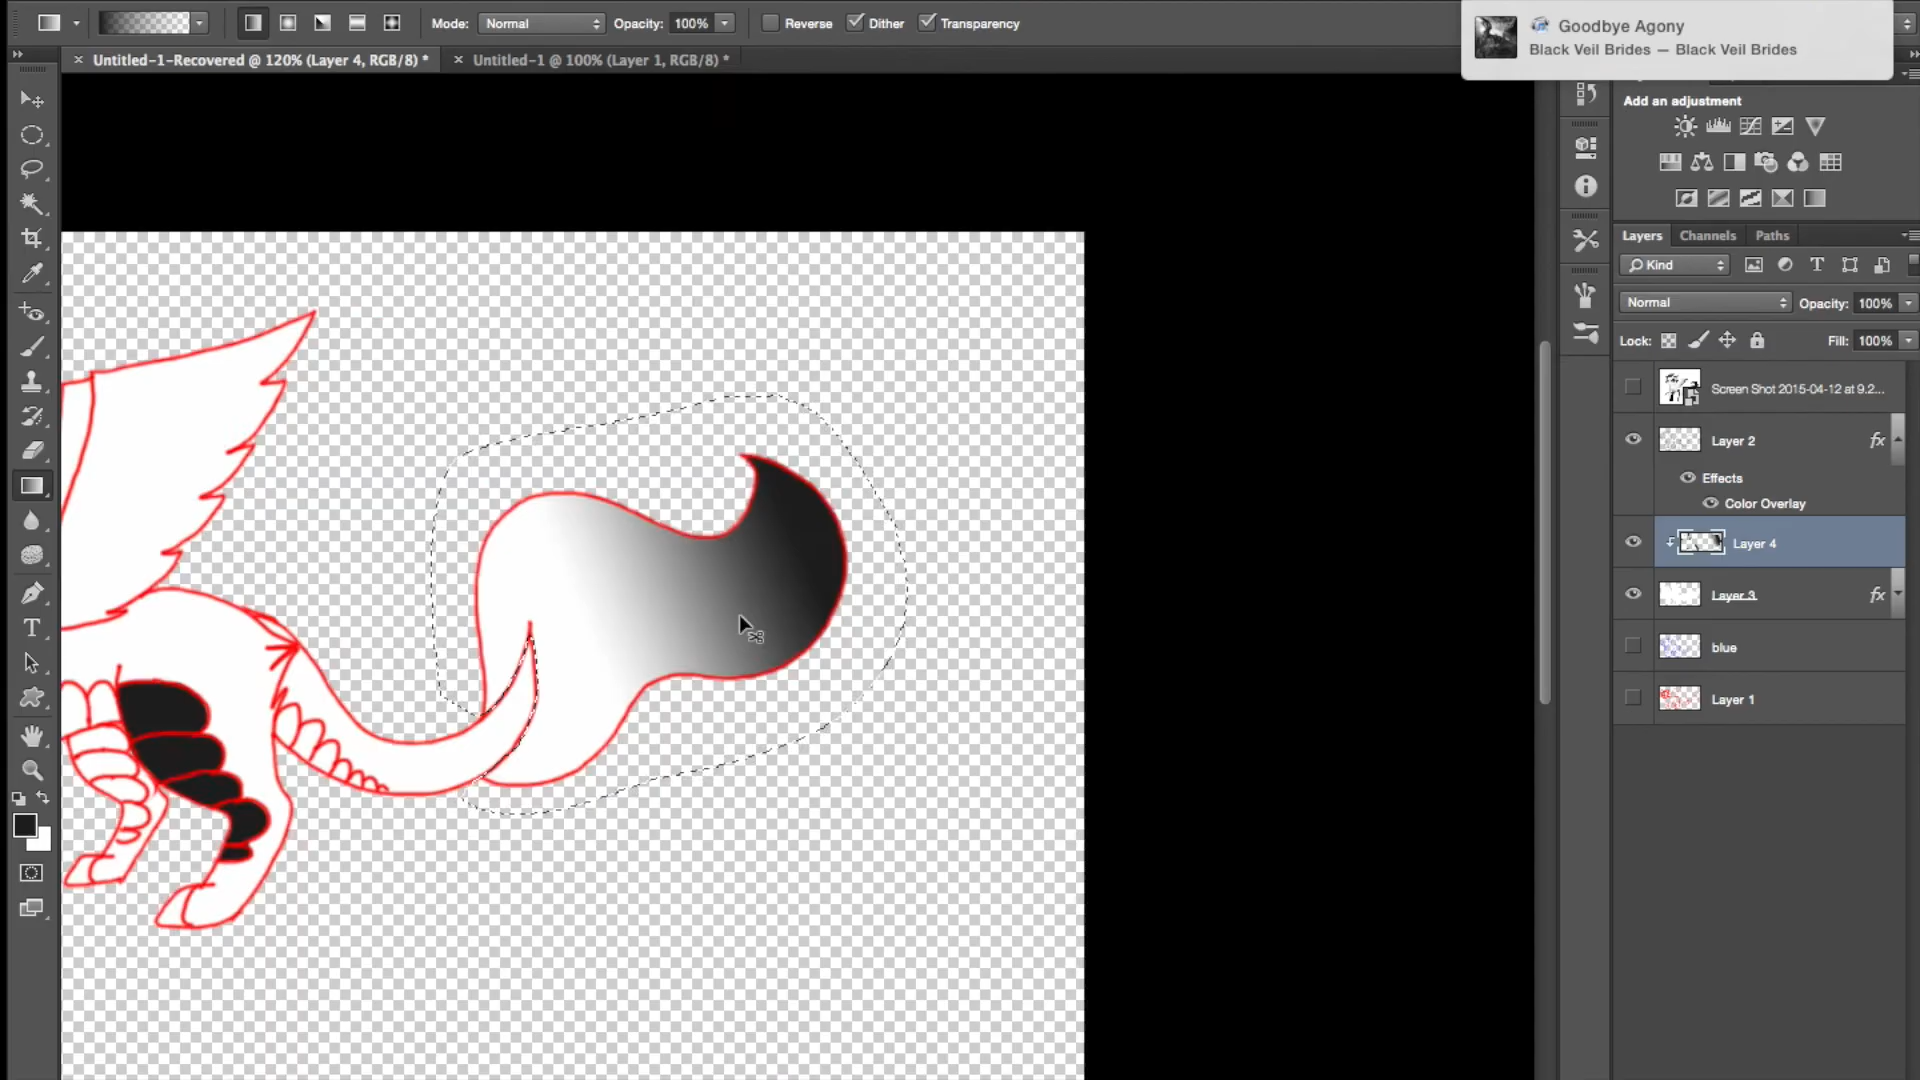 Mode: Normal Opacity: 100% Reverse Dither Transparency
Goodbye Agony
Black Veil Brides — Black Veil Brides
Untitled-1-Recovered @ 120% (Layer 4, RGB/8) *
Untitled-1 @ 100% (Layer 1, RGB/8) *
Add an adjustment
Layers Channels Paths
Kind
Normal Opacity: 100%
Lock: Fill: 100%
Screen Shot 2015-04-12 at 9.2...
Layer 2 fx
Effects
Color Overlay
Layer 4
Layer 3 fx
blue
Layer 1